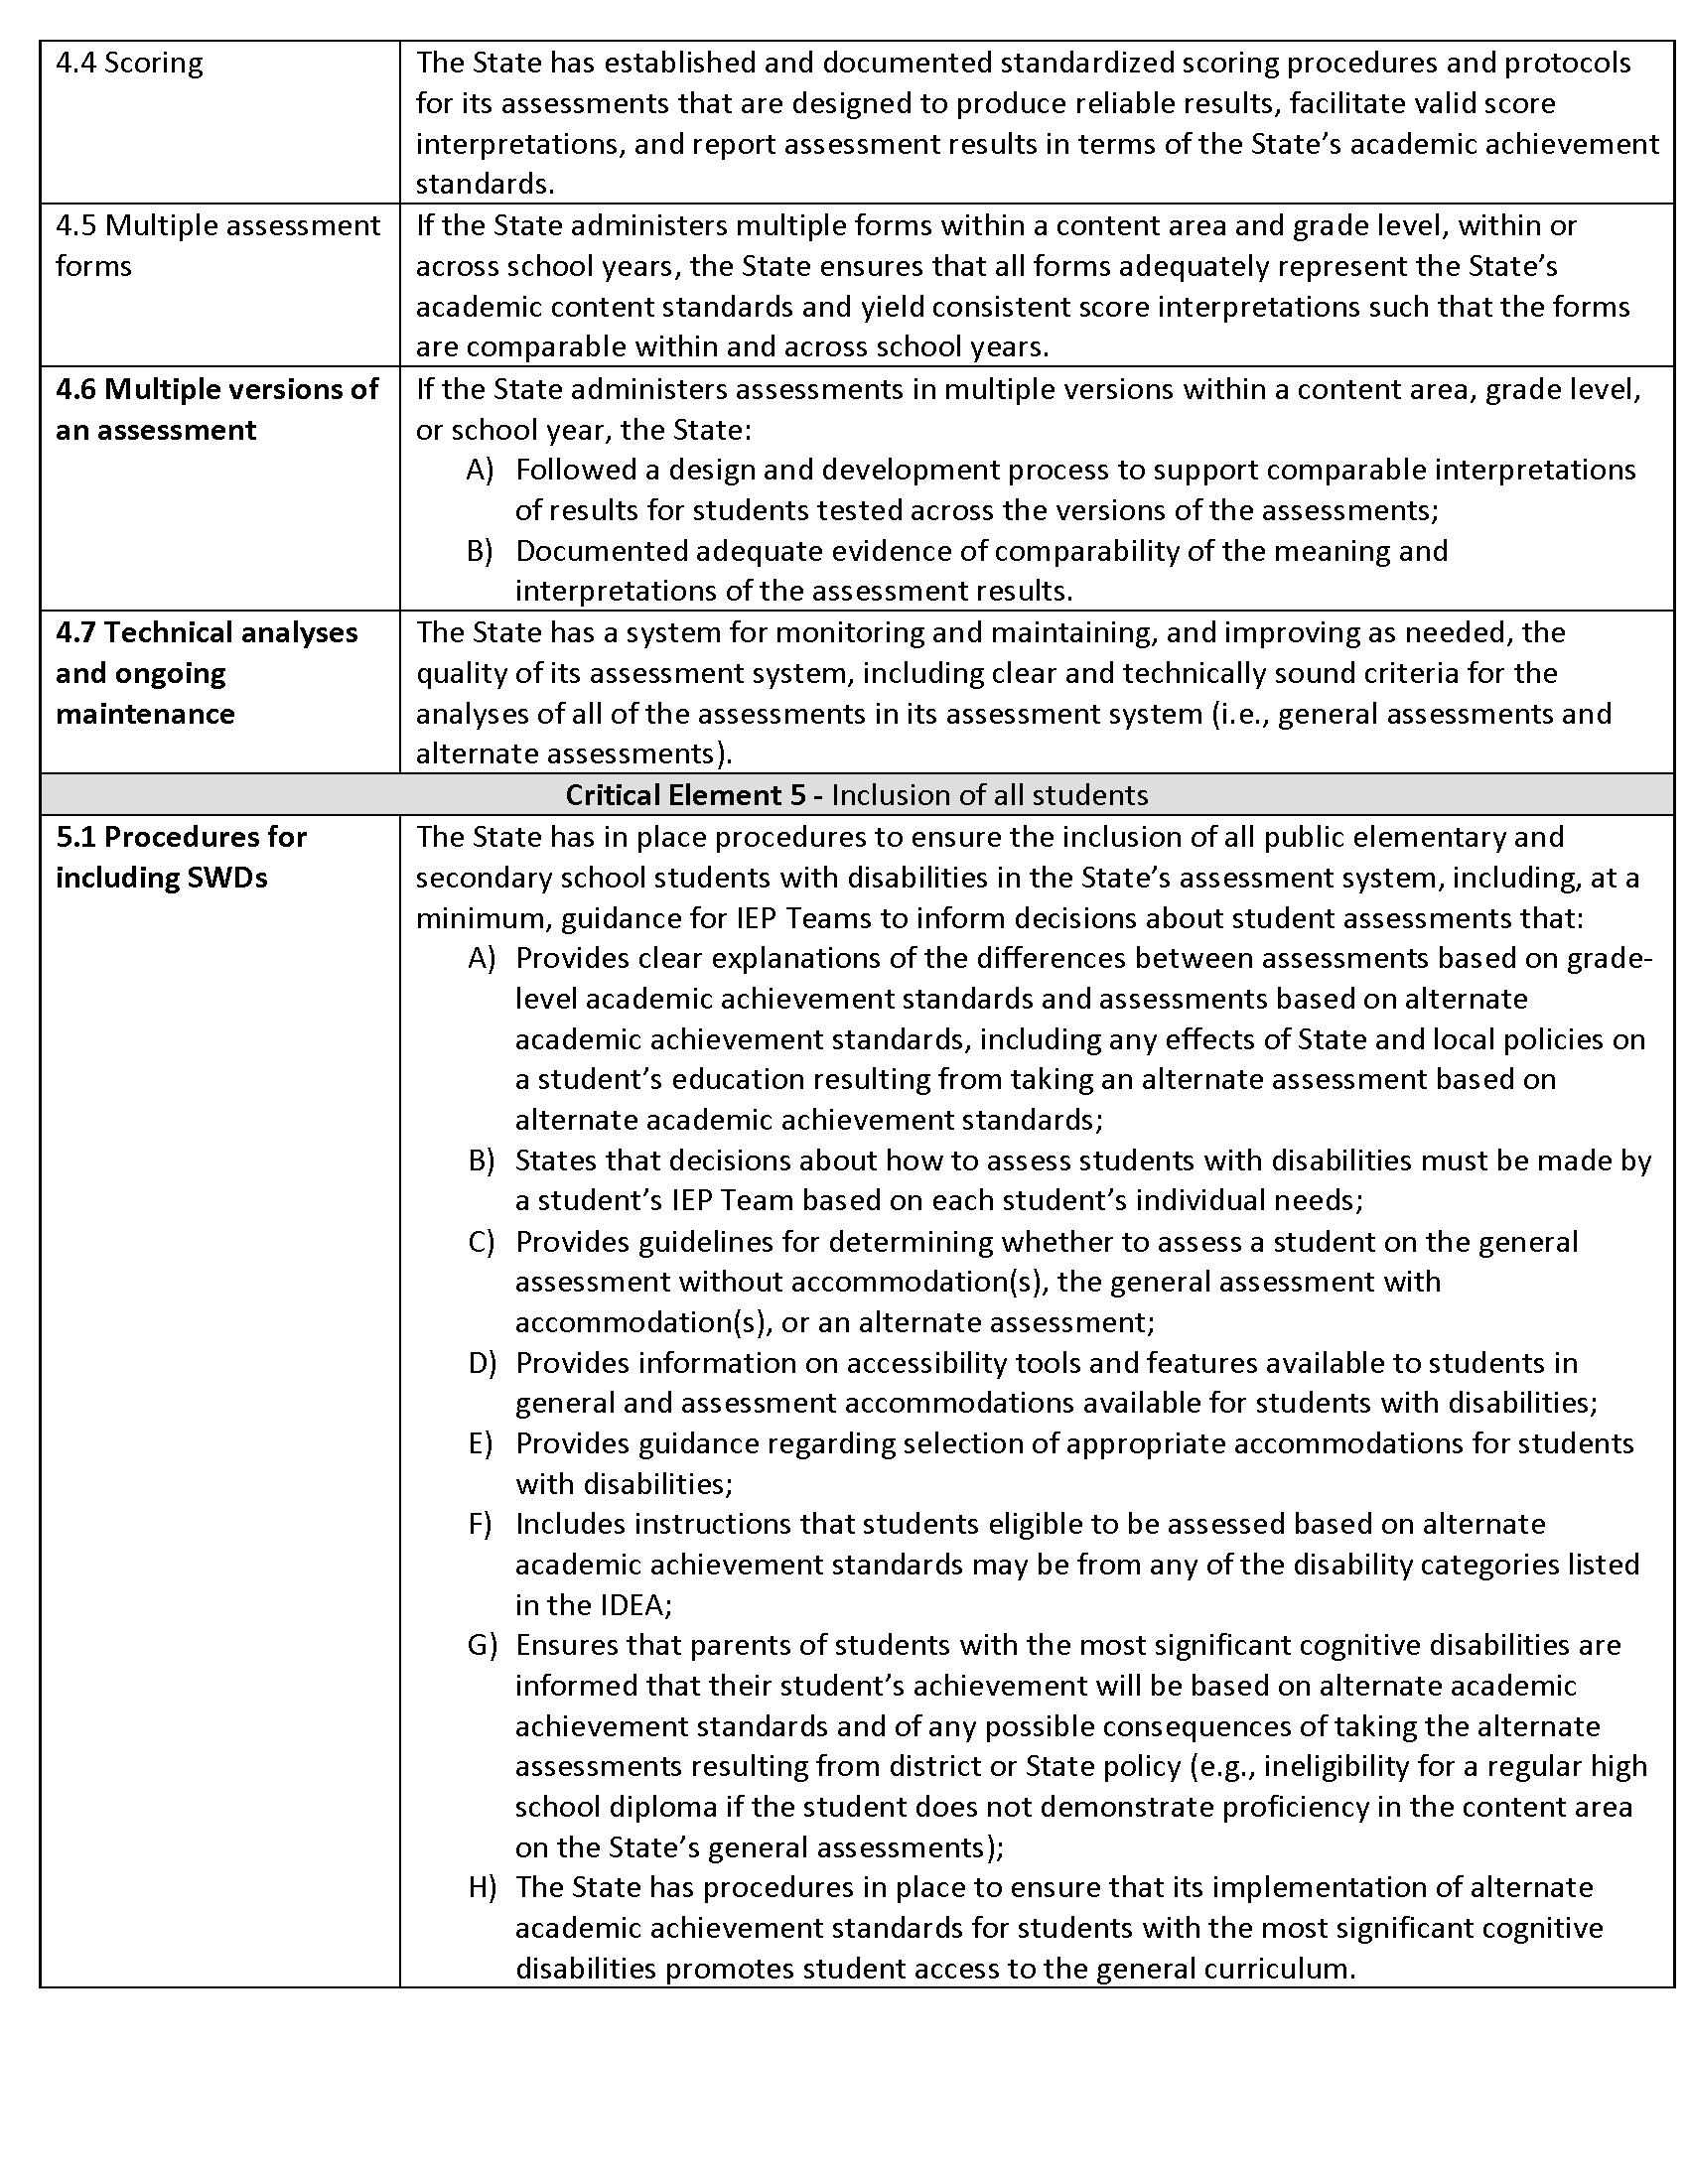 4.4 Scoring
The State has established and documented standardized scoring procedures and protocols
for its assessments that are designed to produce reliable results, facilitate valid score
interpretations, and report assessment results in terms of the State’s academic achievement
standards.
4.5 Multiple assessment
forms
If the State administers multiple forms within a content area and grade level, within or
across school years, the State ensures that all forms adequately represent the State’s
academic content standards and yield consistent score interpretations such that the forms
are comparable within and across school years.
4.6 Multiple versions of
an assessment
If the State administers assessments in multiple versions within a content area, grade level,
or school year, the State:
A) Followed a design and development process to support comparable interpretations
of results for students tested across the versions of the assessments;
B) Documented adequate evidence of comparability of the meaning and
interpretations of the assessment results.
4.7 Technical analyses
and ongoing
maintenance
The State has a system for monitoring and maintaining, and improving as needed, the
quality of its assessment system, including clear and technically sound criteria for the
analyses of all of the assessments in its assessment system (i.e., general assessments and
alternate assessments).
Critical Element 5 - Inclusion of all students
5.1 Procedures for
including SWDs
The State has in place procedures to ensure the inclusion of all public elementary and
secondary school students with disabilities in the State’s assessment system, including, at a
minimum, guidance for IEP Teams to inform decisions about student assessments that:
A) Provides clear explanations of the differences between assessments based on grade-
level academic achievement standards and assessments based on alternate
academic achievement standards, including any effects of State and local policies on
a student’s education resulting from taking an alternate assessment based on
alternate academic achievement standards;
B) States that decisions about how to assess students with disabilities must be made by
a student’s IEP Team based on each student’s individual needs;
C) Provides guidelines for determining whether to assess a student on the general
assessment without accommodation(s), the general assessment with
accommodation(s), or an alternate assessment;
D) Provides information on accessibility tools and features available to students in
general and assessment accommodations available for students with disabilities;
E) Provides guidance regarding selection of appropriate accommodations for students
with disabilities;
F) Includes instructions that students eligible to be assessed based on alternate
academic achievement standards may be from any of the disability categories listed
in the IDEA;
G) Ensures that parents of students with the most significant cognitive disabilities are
informed that their student’s achievement will be based on alternate academic
achievement standards and of any possible consequences of taking the alternate
assessments resulting from district or State policy (e.g., ineligibility for a regular high
school diploma if the student does not demonstrate proficiency in the content area
on the State’s general assessments);
H) The State has procedures in place to ensure that its implementation of alternate
academic achievement standards for students with the most significant cognitive
disabilities promotes student access to the general curriculum.